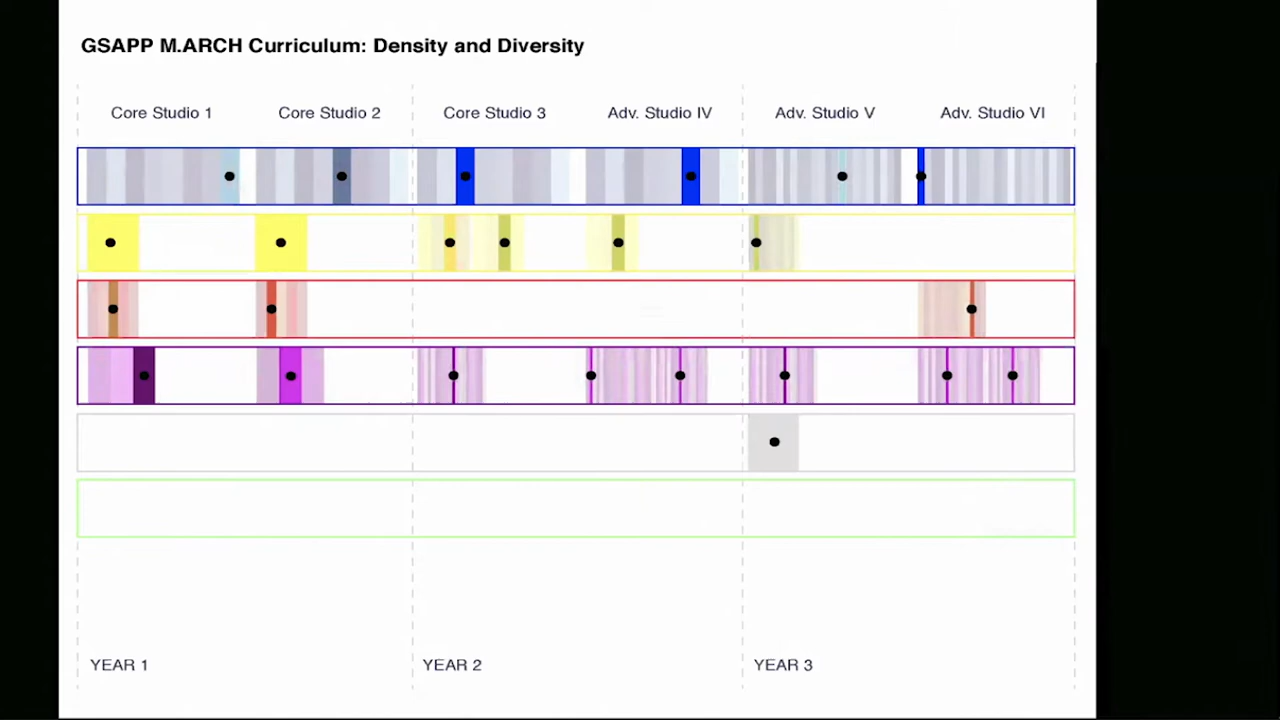 GSAPP M.ARCH Curriculum: Density and Diversity
Core Studio 1
Core Studio 2
Core Studio 3
Adv. Studio IV
Adv. Studio V
Adv. Studio VI
YEAR 1
YEAR 2
YEAR 3